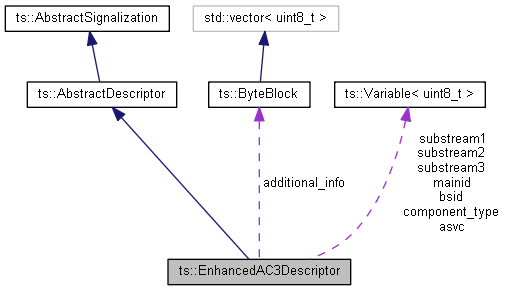 ts::AbstractSignalization
std::vector< uint8_t >
ts::AbstractDescriptor
ts::ByteBlock
ts::Variable< uint8_t >
additional_info
substream1
substream2
substream3
mainid
bsid
component_type
asvc
ts::EnhancedAC3Descriptor